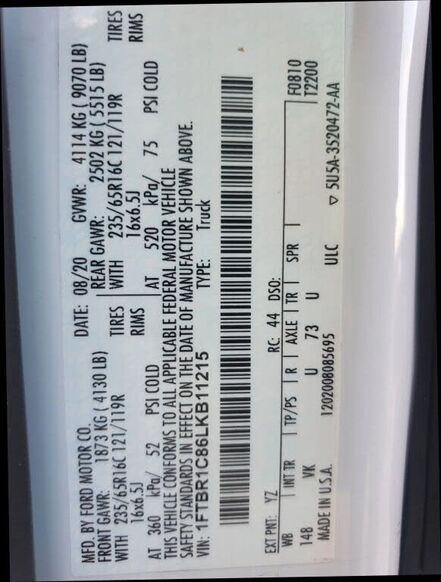 MFD. BY FORD MOTOR CO.
DATE: 08/20 GVWR: 4114 KG ( 9070 LB)
FRONT GAWR: 1873 KG ( 4130 LB)
REAR GAWR: 2502 KG ( 5515 LB)
WITH 235/65R16C 121/119R TIRES
WITH 235/65R16C 121/119R TIRES
16x6.5J RIMS
16x6.5J RIMS
AT 360 kPa/ 52 PSI COLD
AT 520 kPa/ 75 PSI COLD
THIS VEHICLE CONFORMS TO ALL APPLICABLE FEDERAL MOTOR VEHICLE
SAFETY STANDARDS IN EFFECT ON THE DATE OF MANUFACTURE SHOWN ABOVE.
VIN: 1FTBR1C86LKB11215 TYPE: Truck
F0810
T2200
EXT PNT: YZ RC: 44 DSO:
WB INT TR TP/PS R AXLE TR SPR
148 VK U 73 U
MADE IN U.S.A. 1202008085695 ULC ▽ 5U5A-3520472-AA